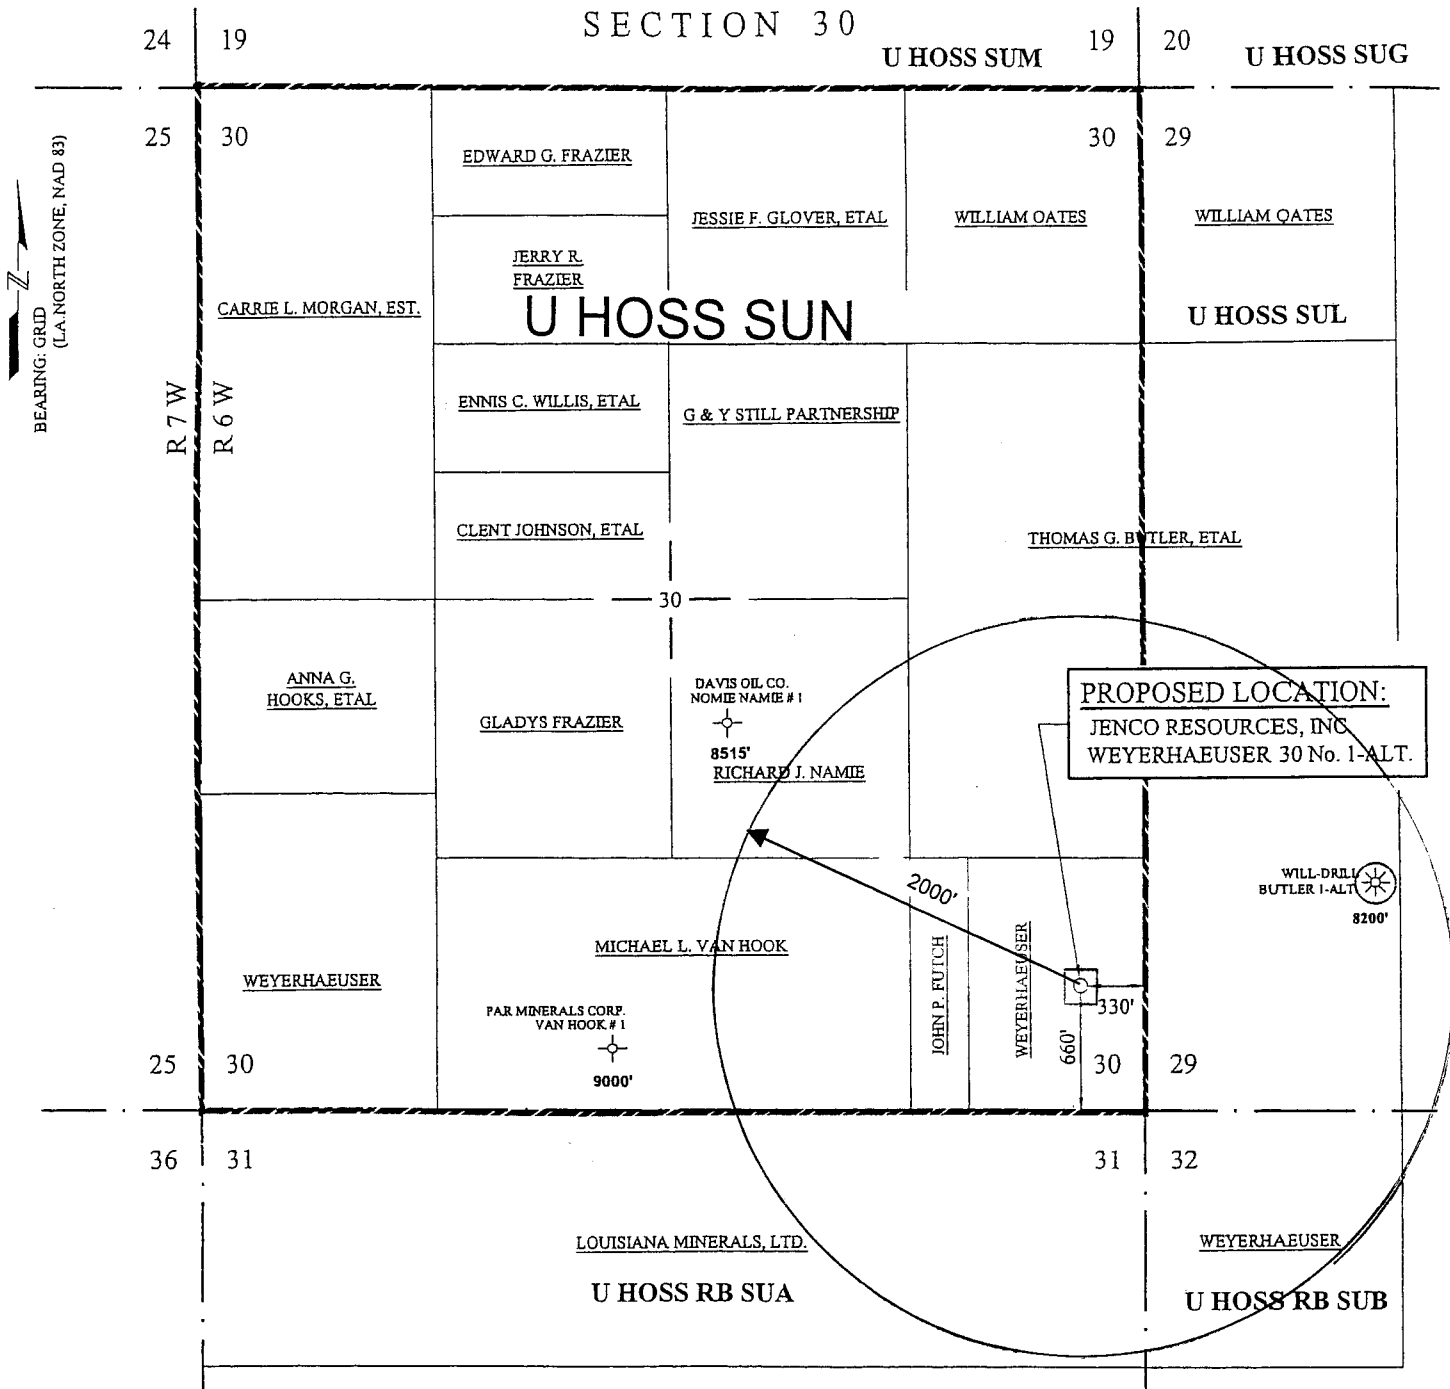 SECTION 30
24 19
U HOSS SUM
19 20
U HOSS SUG
25 30
30 29
BEARING: GRID
(LA. NORTH ZONE, NAD 83)
N
EDWARD G. FRAZIER
JESSIE F. GLOVER, ETAL
WILLIAM OATES
WILLIAM OATES
JERRY R.
FRAZIER
CARRIE L. MORGAN, EST.
U HOSS SUN
U HOSS SUL
R 7 W
R 6 W
ENNIS C. WILLIS, ETAL
G & Y STILL PARTNERSHIP
CLENT JOHNSON, ETAL
THOMAS G. BUTLER, ETAL
30
ANNA G.
HOOKS, ETAL
GLADYS FRAZIER
DAVIS OIL CO.
NOMIE NAMIE # 1
8515'
RICHARD J. NAMIE
PROPOSED LOCATION:
JENCO RESOURCES, INC
WEYERHAEUSER 30 No. 1-ALT.
2000'
WILL-DRILL
BUTLER 1-ALT
8200'
MICHAEL L. VAN HOOK
JOHN P. FUTCH
WEYERHAEUSER
WEYERHAEUSER
330'
660'
PAR MINERALS CORP.
VAN HOOK # 1
9000'
25 30
30 29
36 31
31 32
LOUISIANA MINERALS, LTD.
WEYERHAEUSER
U HOSS RB SUA
U HOSS RB SUB